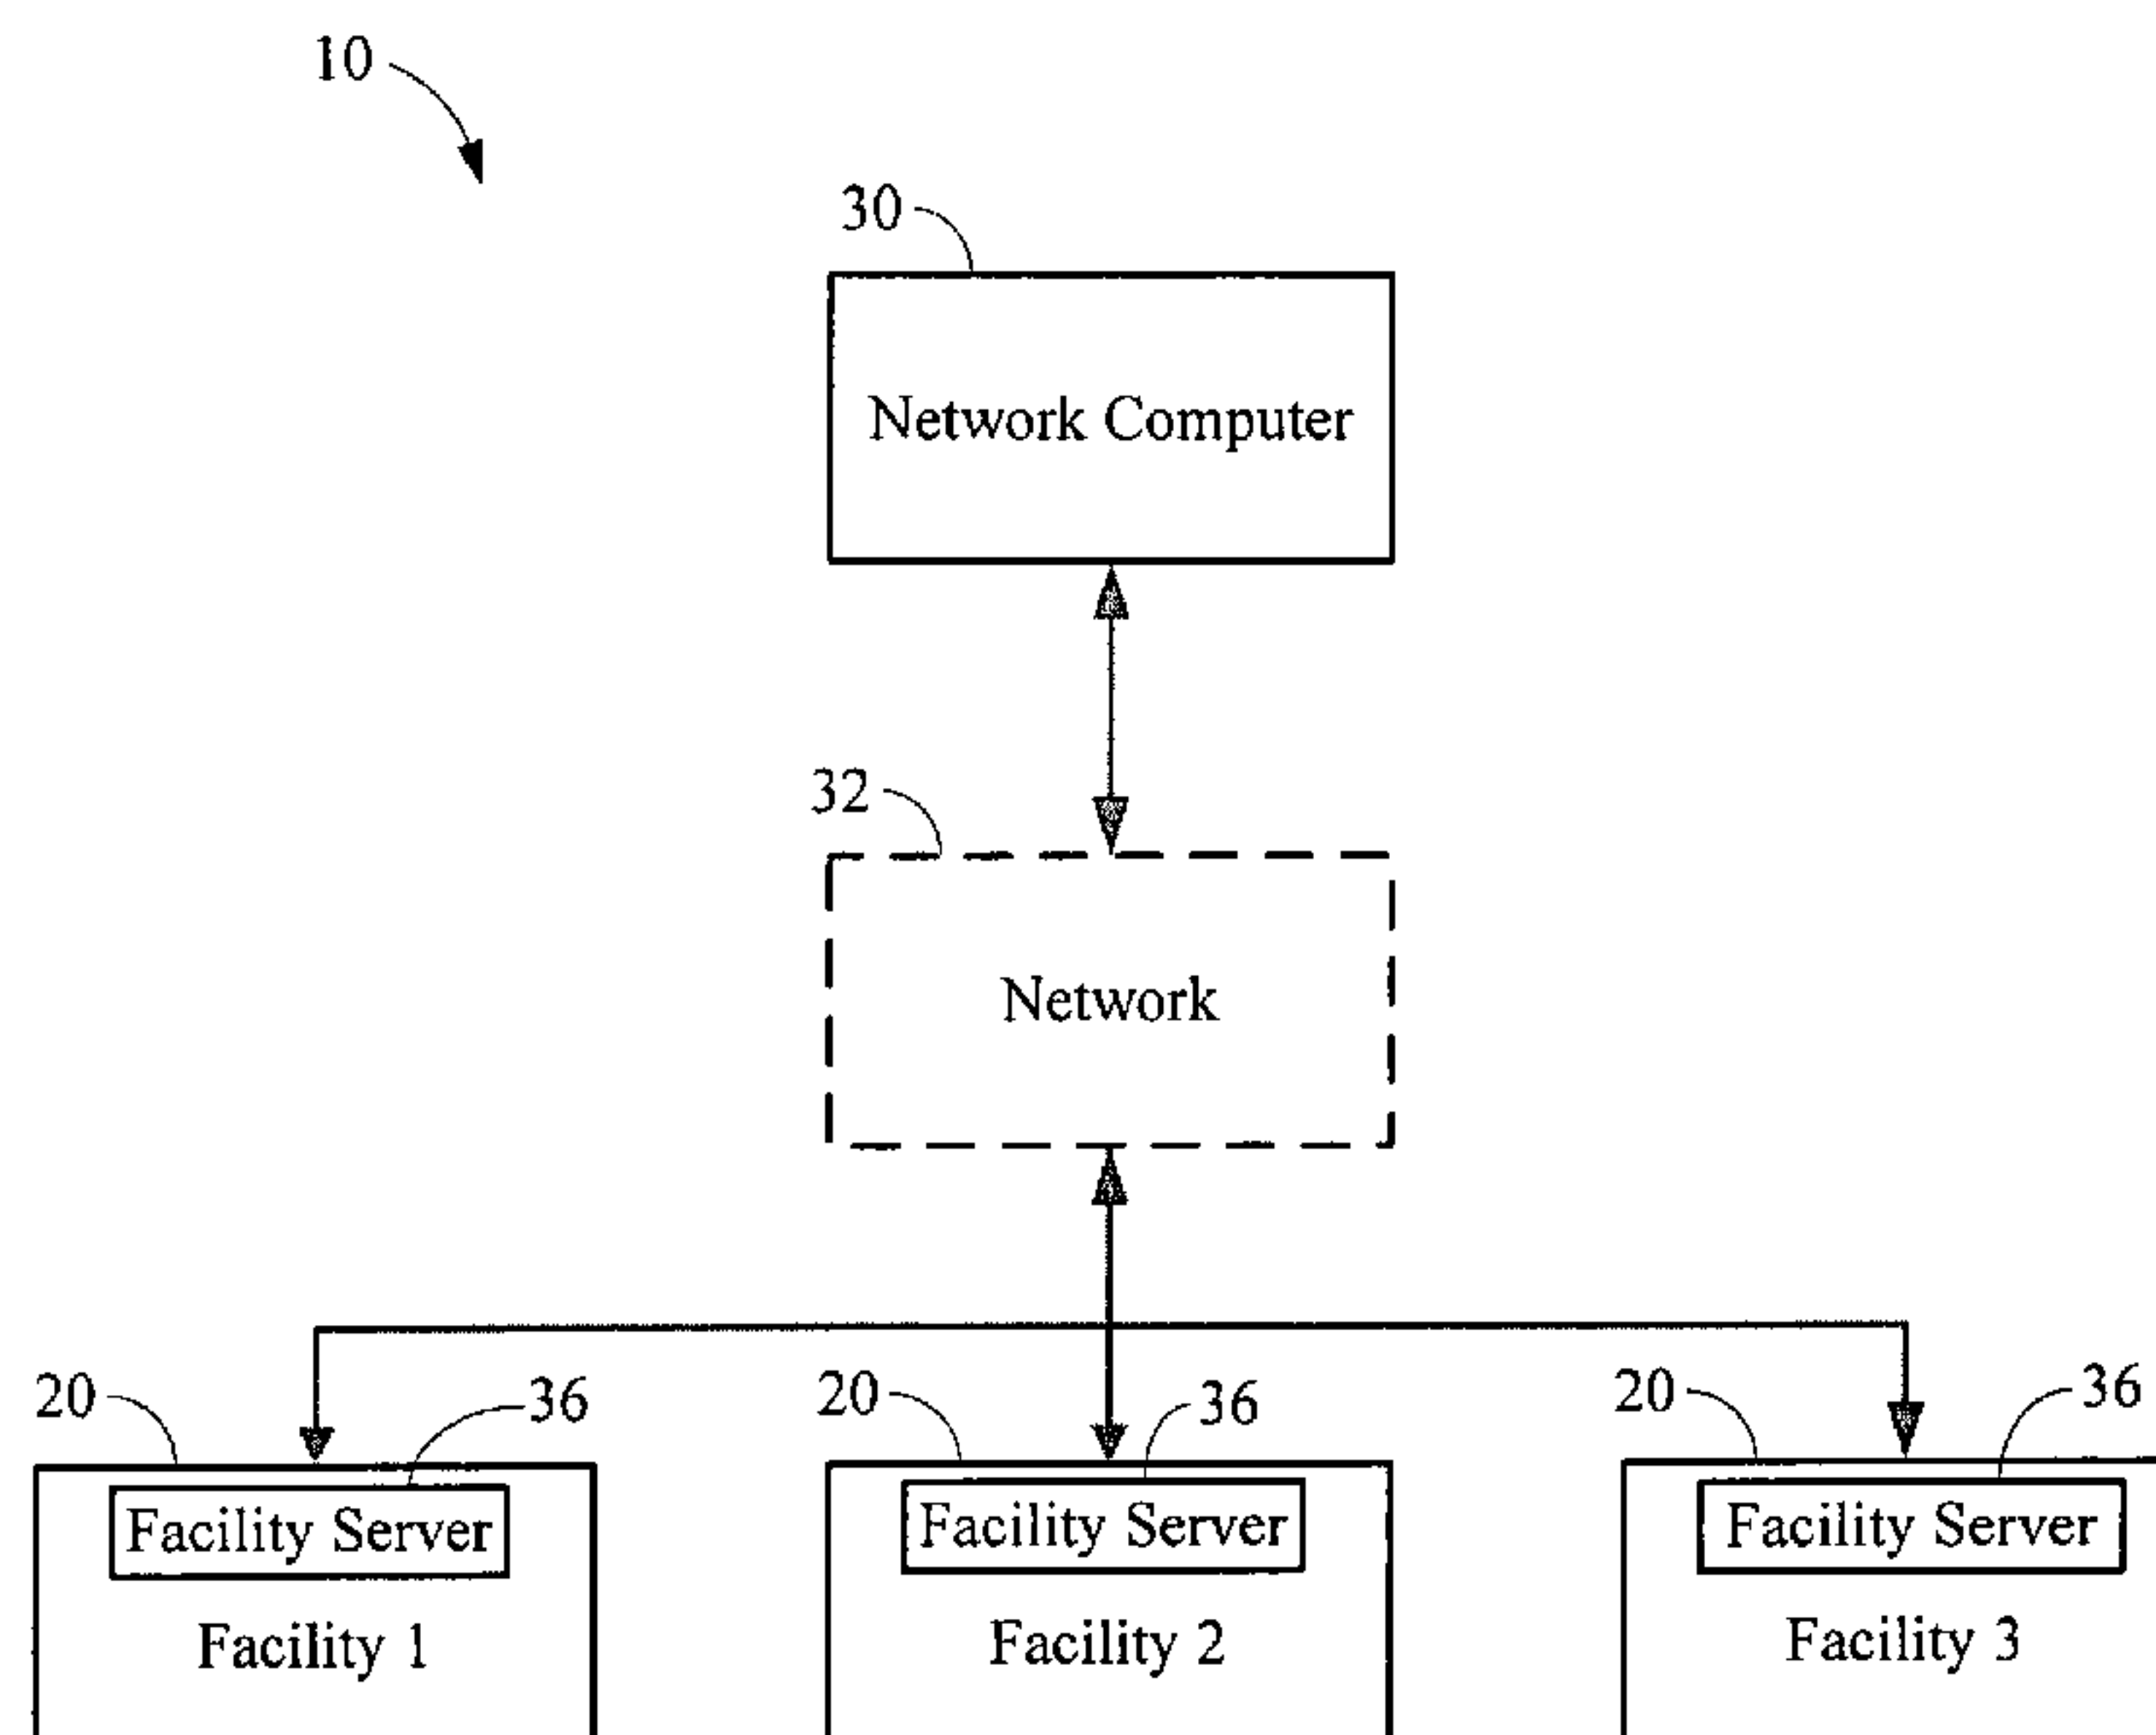 10
30
Network Computer
32
Network
20 36 20 36 20 36
Facility Server Facility Server Facility Server
Facility 1 Facility 2 Facility 3